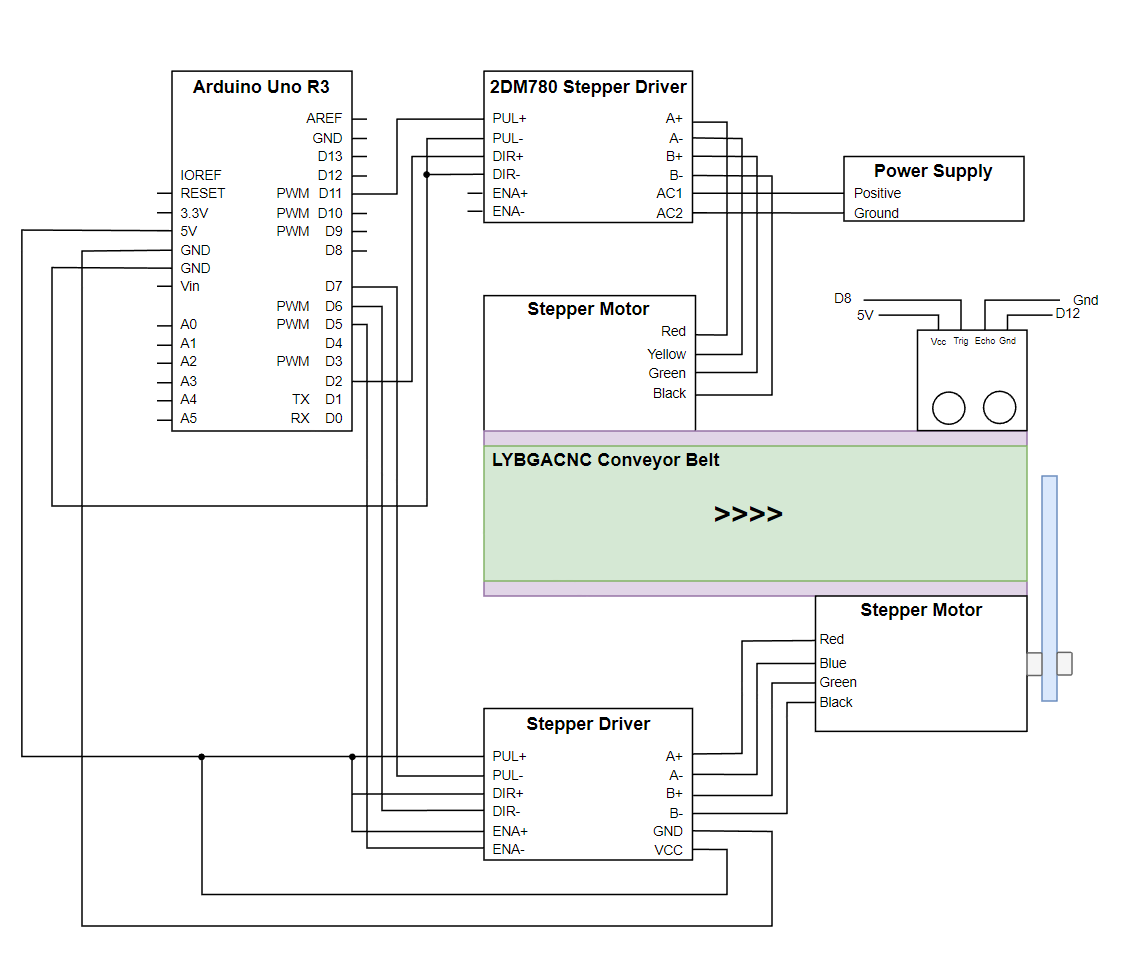 Arduino Uno R3
AREF
GND
D13
IOREF D12
RESET PWM D11
3.3V PWM D10
5V PWM D9
GND D8
GND
Vin D7
PWM D6
A0 PWM D5
A1 D4
A2 PWM D3
A3 D2
A4 TX D1
A5 RX D0
2DM780 Stepper Driver
PUL+ A+
PUL- A-
DIR+ B+
DIR- B-
ENA+ AC1
ENA- AC2
Power Supply
Positive
Ground
Stepper Motor
Red
Yellow
Green
Black
D8 Gnd
5V D12
Vcc Trig Echo Gnd
LYBGACNC Conveyor Belt
>>>>
Stepper Motor
Red
Blue
Green
Black
Stepper Driver
PUL+ A+
PUL- A-
DIR+ B+
DIR- B-
ENA+ GND
ENA- VCC